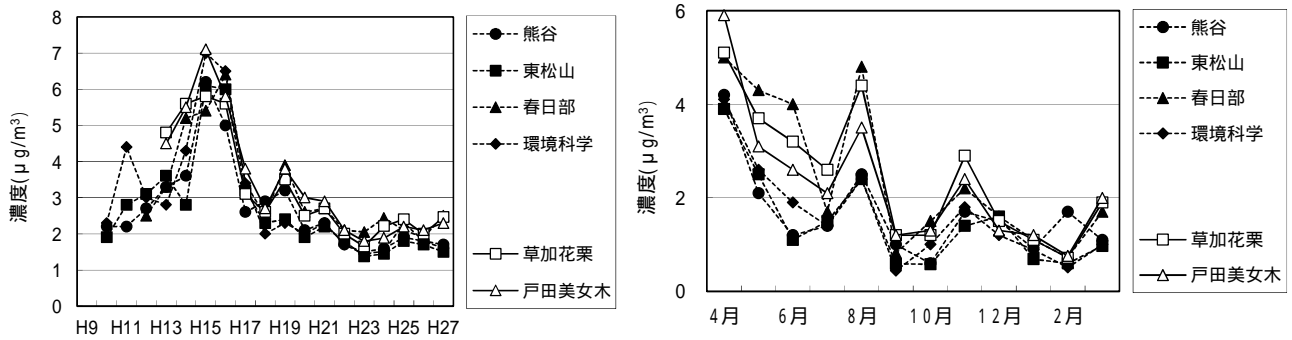 濃度(μg/m³)
8
7
6
5
4
3
2
1
0
H9 H11 H13 H15 H17 H19 H21 H23 H25 H27
熊谷
東松山
春日部
環境科学
草加花栗
戸田美女木
濃度(μg/m³)
6
4
2
0
4月 6月 8月 10月 12月 2月
熊谷
東松山
春日部
環境科学
草加花栗
戸田美女木